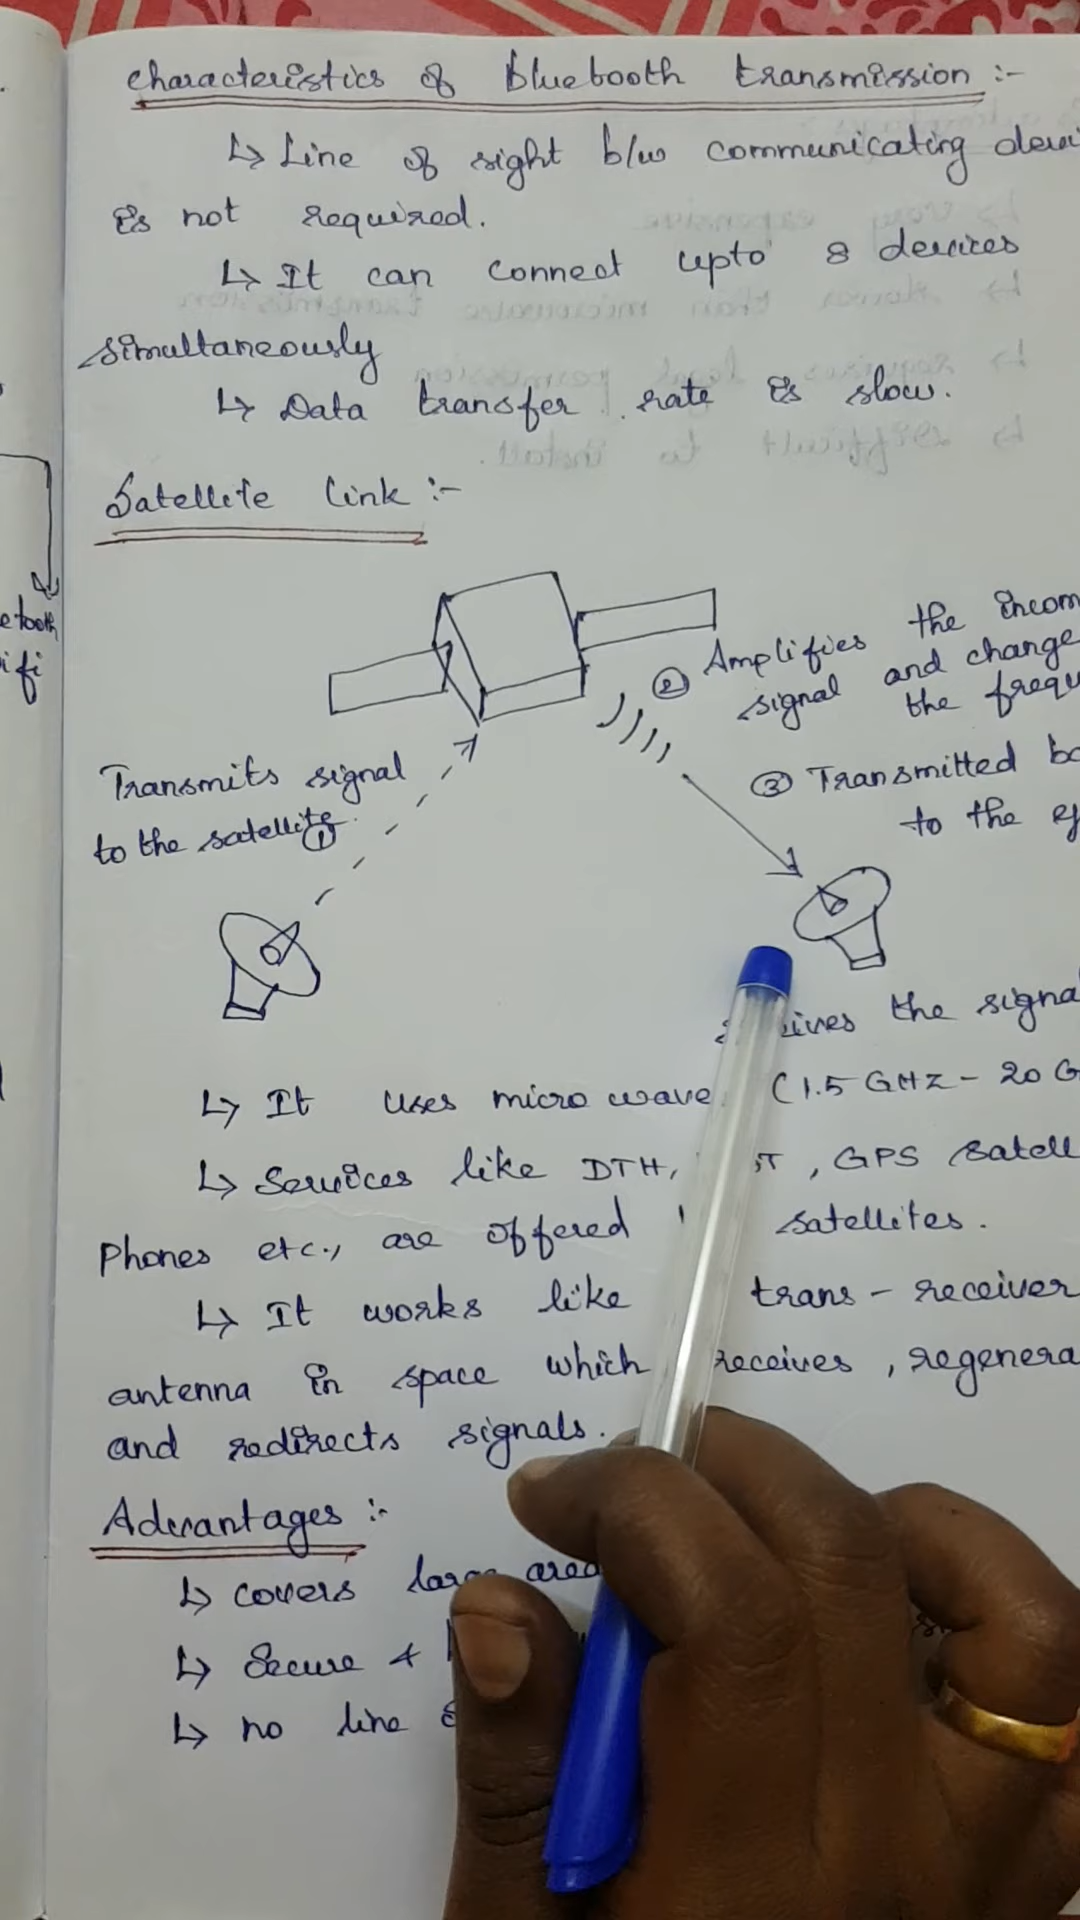 characteristics of bluebooth transmission :-
↳ Line of sight b/w communicating
is not required.
↳ It can connect upto 8 devices
simultaneously
↳ Data transfer rate is slow.
Satellite link :-
② Amplifies the
signal and change
the
Transmits signal
to the satellite ①
③ Transmitted
to the
the
↳ It uses micro wave (1.5 GHz - 20
↳ Services like DTH, , GPS
Phones etc., are offered satellites.
↳ It works like trans - receiver
antenna in space which receives,
and redirects signals.
Advantages :-
↳ covers
↳ Secure +
↳ no line